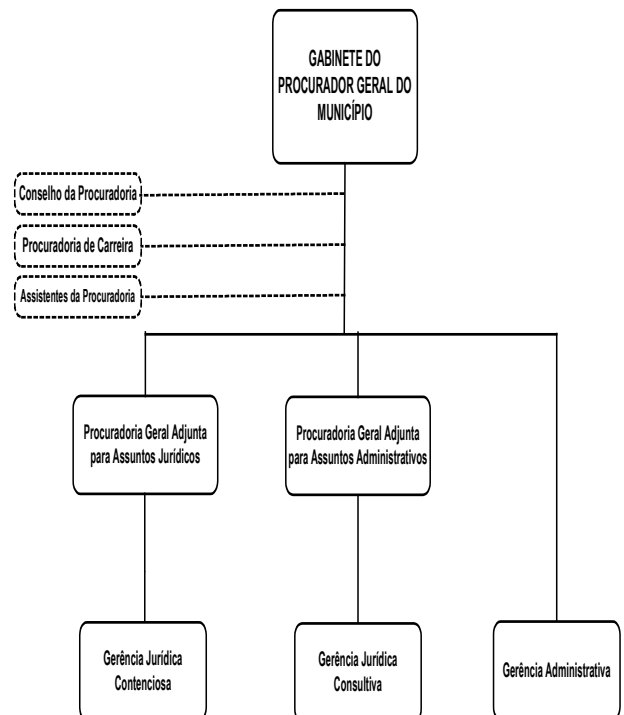 GABINETE DO
PROCURADOR GERAL DO
MUNICÍPIO
Conselho da Procuradoria
Procuradoria de Carreira
Assistentes da Procuradoria
Procuradoria Geral Adjunta
para Assuntos Jurídicos
Procuradoria Geral Adjunta
para Assuntos Administrativos
Gerência Jurídica
Contenciosa
Gerência Jurídica
Consultiva
Gerência Administrativa